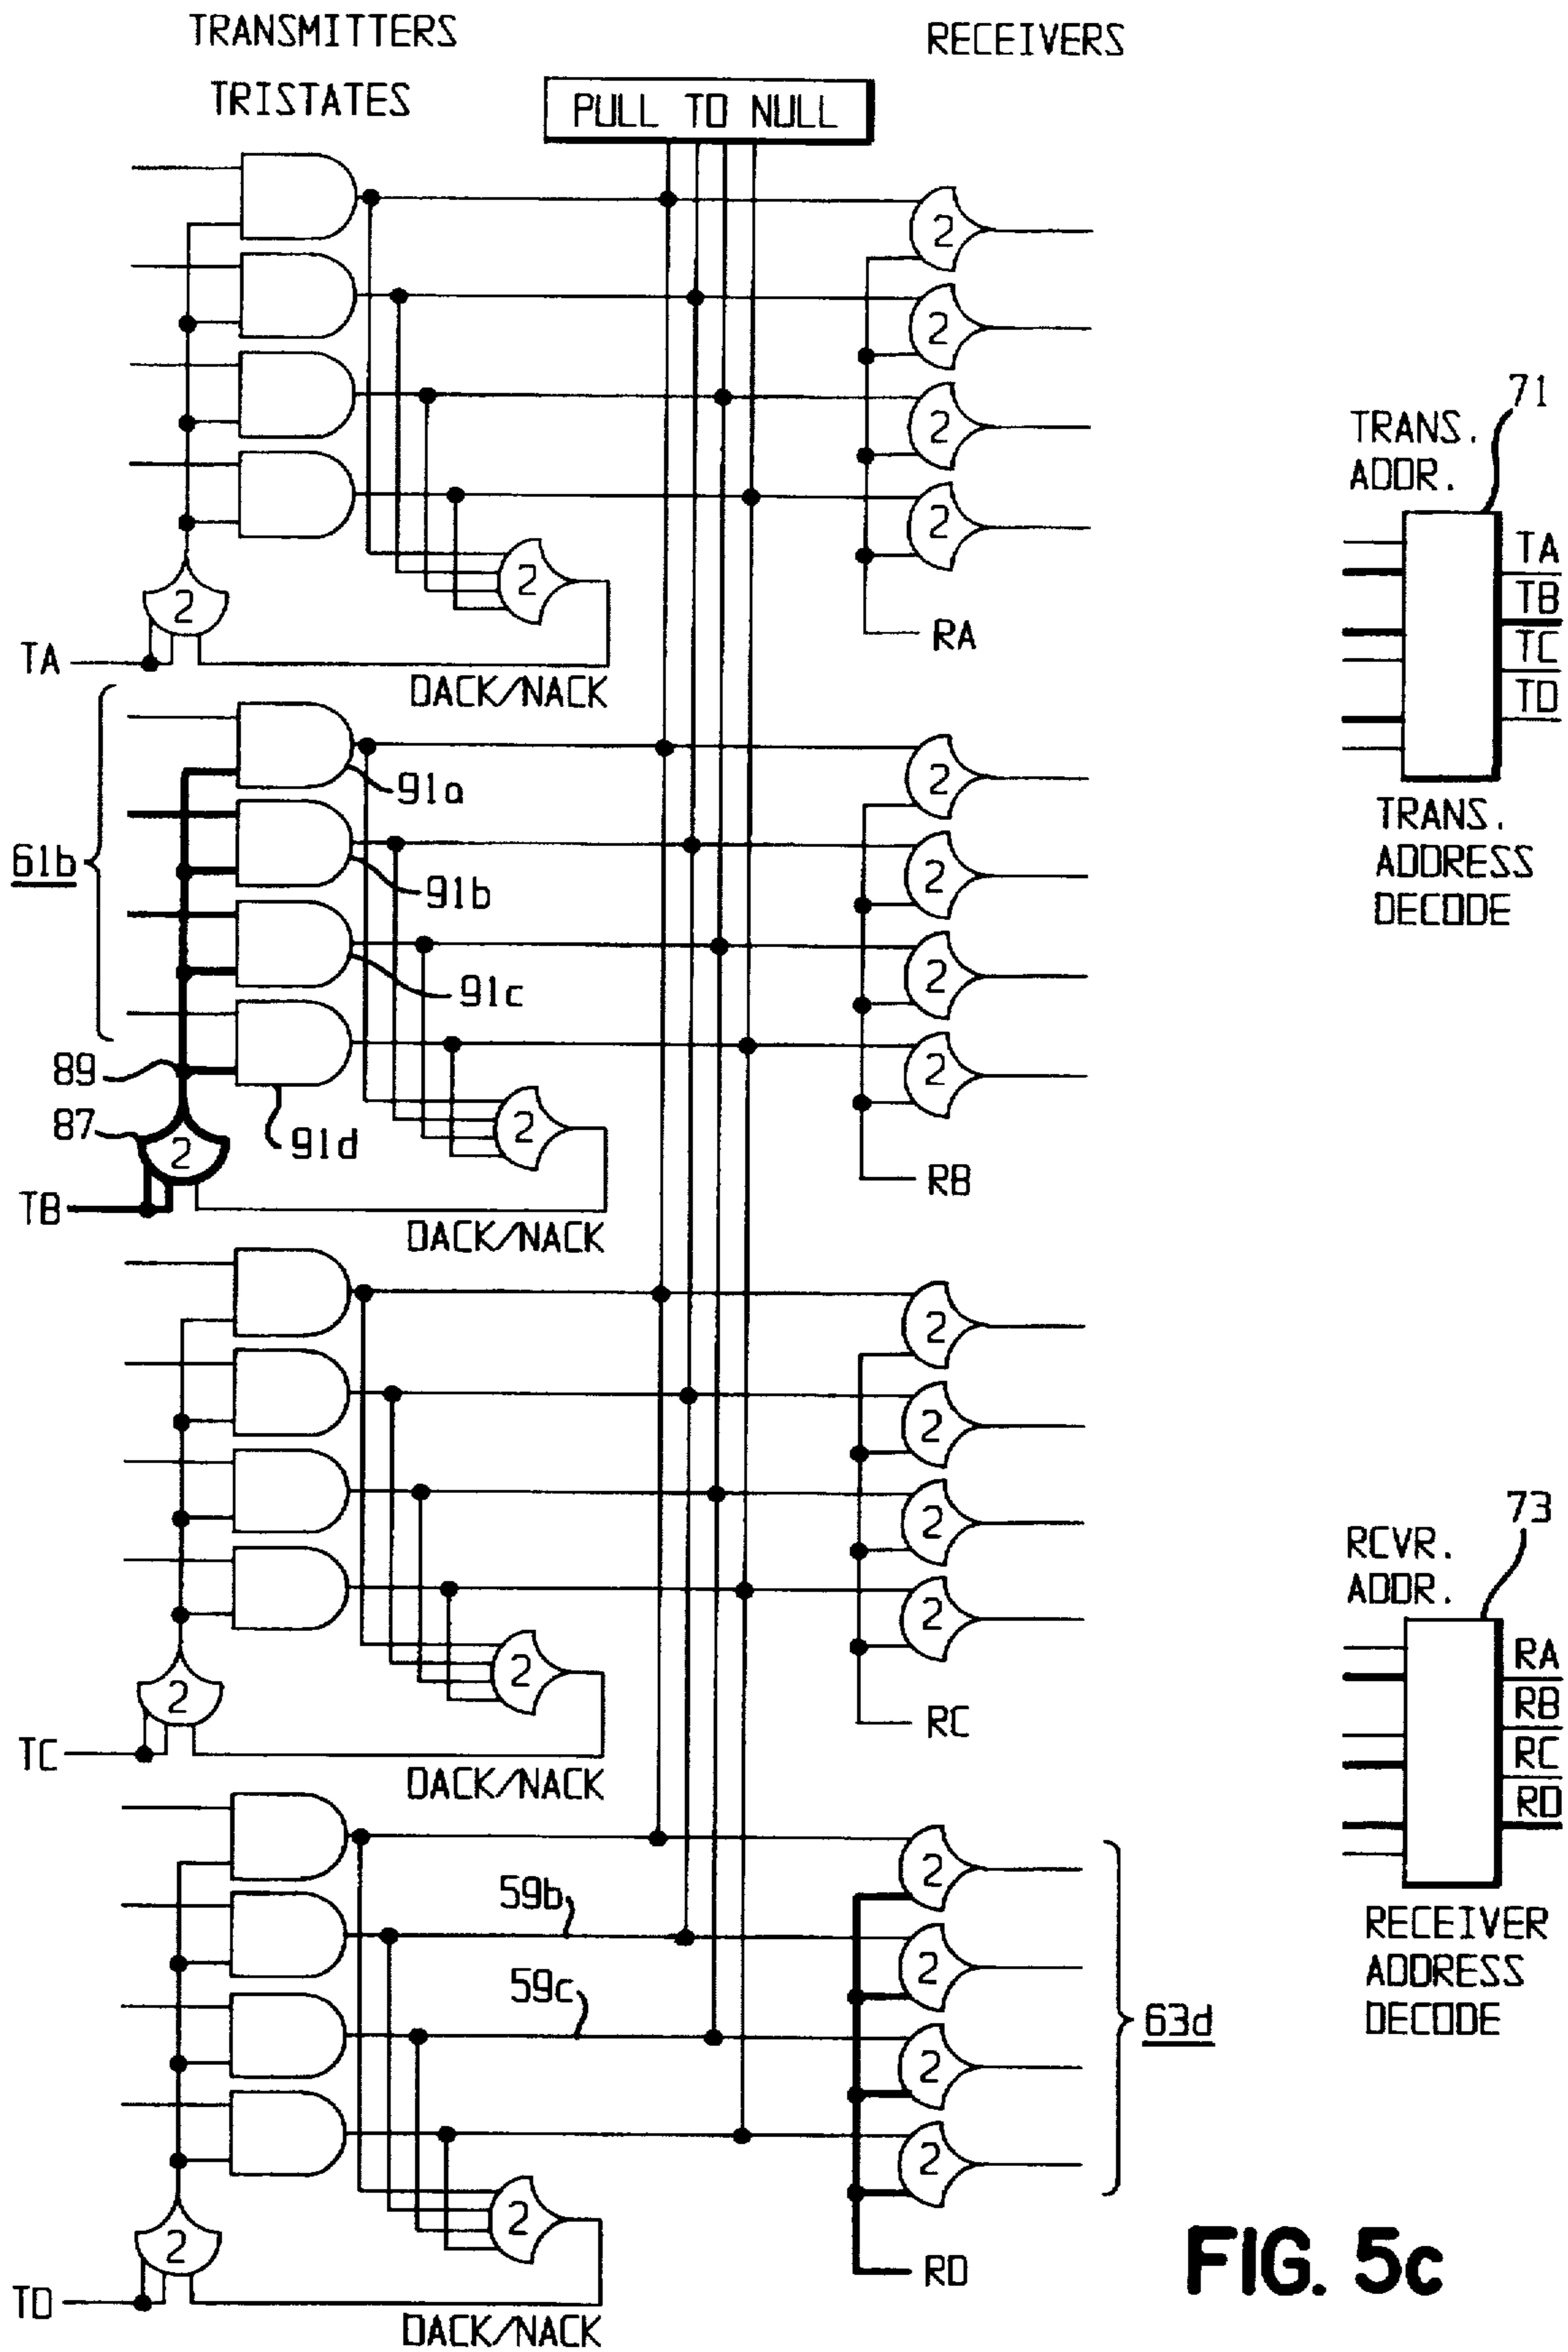 TRANSMITTERS
TRISTATES
RECEIVERS
PULL TO NULL
2
2
2
2
2
2
TA
DACK/NACK
RA
71
TRANS.
ADDR.
TA
TB
TC
TD
TRANS.
ADDRESS
DECODE
61b
91a
91b
91c
91d
89
87
2
2
2
2
2
2
TB
DACK/NACK
RB
2
2
2
2
2
2
TC
DACK/NACK
RC
73
RCVR.
ADDR.
RA
RB
RC
RD
RECEIVER
ADDRESS
DECODE
59b
59c
2
2
2
2
63d
2
2
TD
DACK/NACK
RD
FIG. 5c